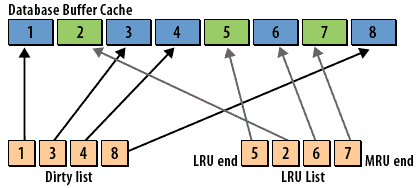 Database Buffer Cache
1 2 3 4 5 6 7 8
1 3 4 8 LRU end 5 2 6 7 MRU end
Dirty list LRU List